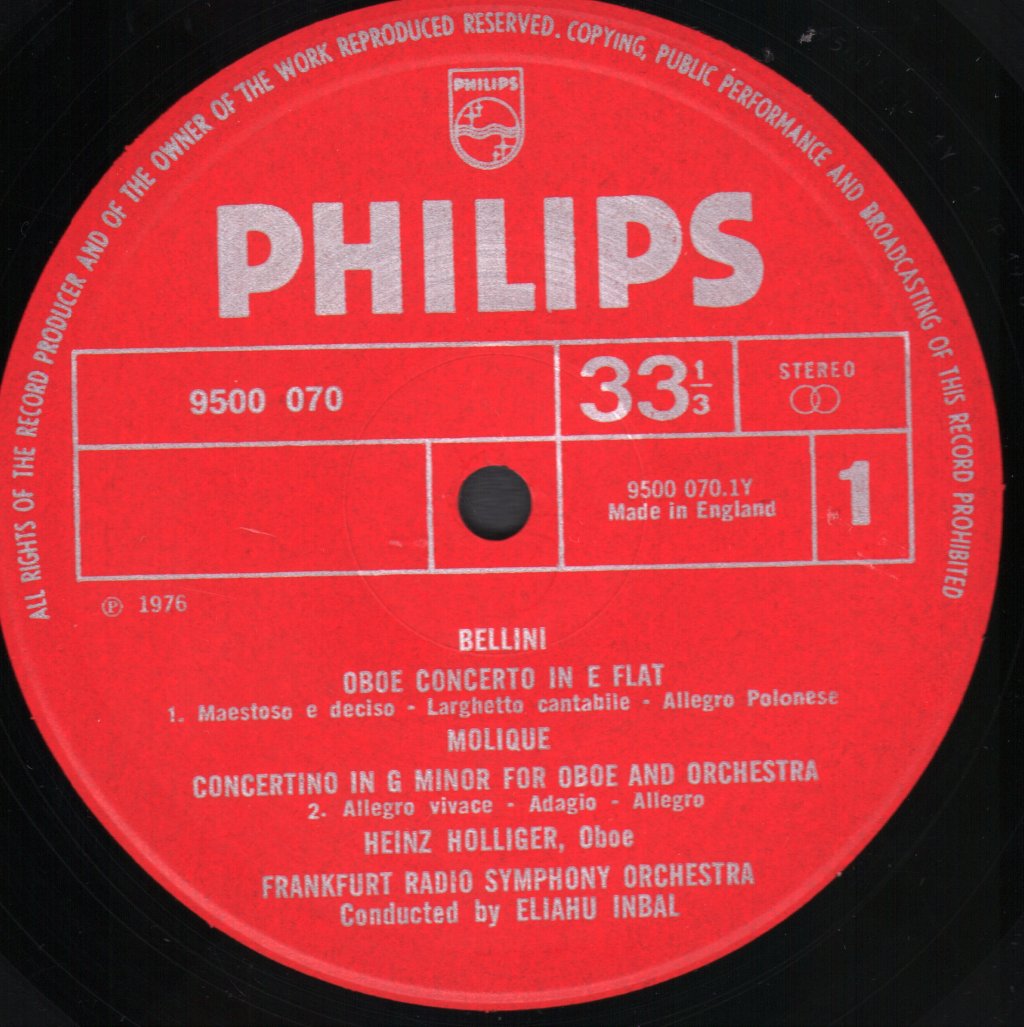 ALL RIGHTS OF THE RECORD PRODUCER AND OF THE OWNER OF THE WORK REPRODUCED RESERVED. COPYING, PUBLIC PERFORMANCE AND BROADCASTING OF THIS RECORD PROHIBITED
PHILIPS
PHILIPS
9500 070
33 1/3
STEREO
9500 070.1Y
Made in England
1
℗ 1976
BELLINI
OBOE CONCERTO IN E FLAT
1. Maestoso e deciso - Larghetto cantabile - Allegro Polonese
MOLIQUE
CONCERTINO IN G MINOR FOR OBOE AND ORCHESTRA
2. Allegro vivace - Adagio - Allegro
HEINZ HOLLIGER, Oboe
FRANKFURT RADIO SYMPHONY ORCHESTRA
Conducted by ELIAHU INBAL